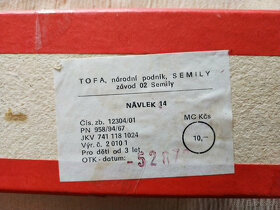 TOFA, národní podnik, SEMILY
závod 02 Semily
NÁVLEK 14
Čís. zb. 12304/01
MC Kčs
PN 958/94/67
JKV 741 118 1024
10,—
Výr. č. 2 010 1
Pro děti od 3 let
OTK - datum:
-5287